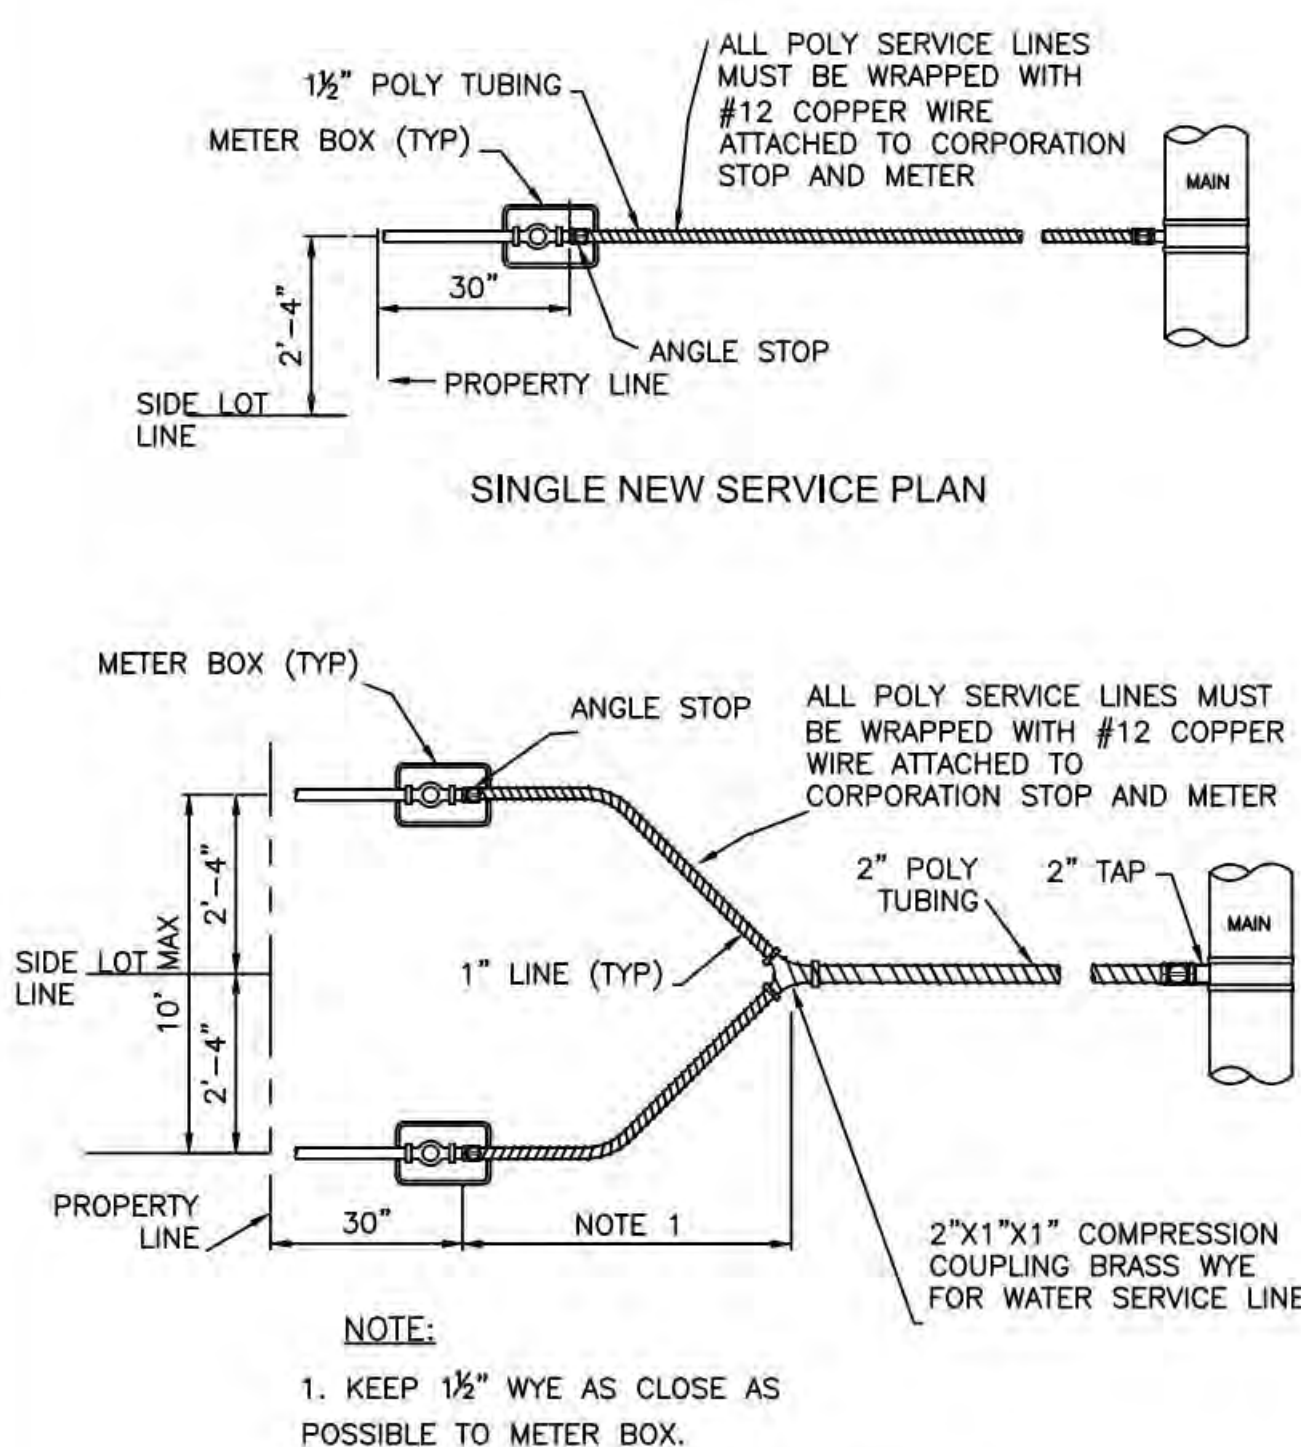 ALL POLY SERVICE LINES
MUST BE WRAPPED WITH
#12 COPPER WIRE
ATTACHED TO CORPORATION
STOP AND METER
1½" POLY TUBING
METER BOX (TYP)
MAIN
30"
2'-4"
ANGLE STOP
PROPERTY LINE
SIDE LOT
LINE
SINGLE NEW SERVICE PLAN
METER BOX (TYP)
ANGLE STOP
ALL POLY SERVICE LINES MUST
BE WRAPPED WITH #12 COPPER
WIRE ATTACHED TO
CORPORATION STOP AND METER
2" POLY
TUBING
2" TAP
MAIN
2'-4"
10' MAX
SIDE LOT
LINE
1" LINE (TYP)
2'-4"
PROPERTY
LINE
30"
NOTE 1
2"X1"X1" COMPRESSION
COUPLING BRASS WYE
FOR WATER SERVICE LINE
NOTE:
1. KEEP 1½" WYE AS CLOSE AS
POSSIBLE TO METER BOX.